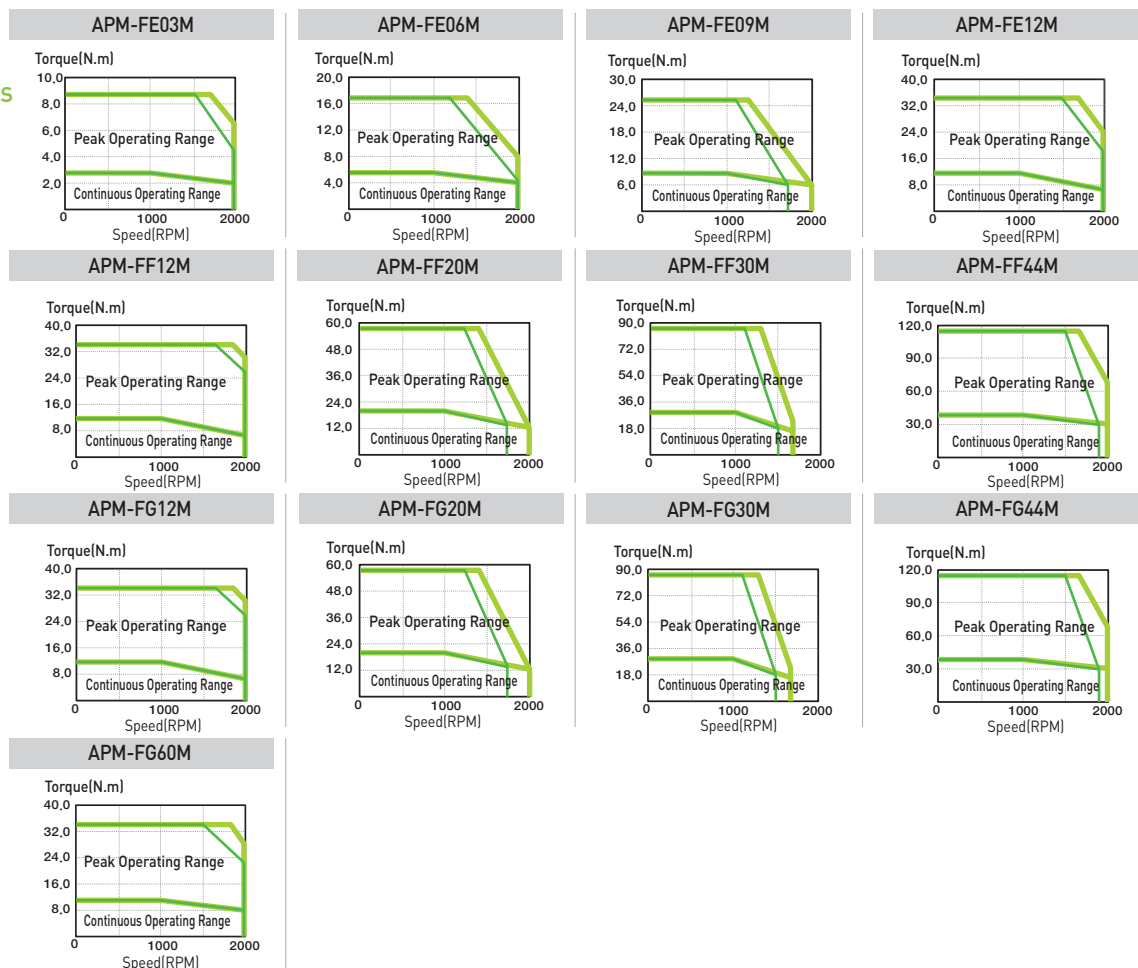 S
APM-FE03M
Torque(N.m)
10,0
8,0
6,0
4,0
2,0
Peak Operating Range
Continuous Operating Range
0 1000 2000
Speed(RPM)
APM-FE06M
Torque(N.m)
20,0
16,0
12,0
8,0
4,0
Peak Operating Range
Continuous Operating Range
0 1000 2000
Speed(RPM)
APM-FE09M
Torque(N.m)
30,0
24,0
18,0
12,0
6,0
Peak Operating Range
Continuous Operating Range
0 1000 2000
Speed(RPM)
APM-FE12M
Torque(N.m)
40,0
32,0
24,0
16,0
8,0
Peak Operating Range
Continuous Operating Range
0 1000 2000
Speed(RPM)
APM-FF12M
Torque(N.m)
40,0
32,0
24,0
16,0
8,0
Peak Operating Range
Continuous Operating Range
0 1000 2000
Speed(RPM)
APM-FF20M
Torque(N.m)
60,0
48,0
36,0
24,0
12,0
Peak Operating Range
Continuous Operating Range
0 1000 2000
Speed(RPM)
APM-FF30M
Torque(N.m)
90,0
72,0
54,0
36,0
18,0
Peak Operating Range
Continuous Operating Range
0 1000 2000
Speed(RPM)
APM-FF44M
Torque(N.m)
120,0
90,0
60,0
30,0
Peak Operating Range
Continuous Operating Range
0 1000 2000
Speed(RPM)
APM-FG12M
Torque(N.m)
40,0
32,0
24,0
16,0
8,0
Peak Operating Range
Continuous Operating Range
0 1000 2000
Speed(RPM)
APM-FG20M
Torque(N.m)
60,0
48,0
36,0
24,0
12,0
Peak Operating Range
Continuous Operating Range
0 1000 2000
Speed(RPM)
APM-FG30M
Torque(N.m)
90,0
72,0
54,0
36,0
18,0
Peak Operating Range
Continuous Operating Range
0 1000 2000
Speed(RPM)
APM-FG44M
Torque(N.m)
120,0
90,0
60,0
30,0
Peak Operating Range
Continuous Operating Range
0 1000 2000
Speed(RPM)
APM-FG60M
Torque(N.m)
40,0
32,0
24,0
16,0
8,0
Peak Operating Range
Continuous Operating Range
0 1000 2000
Speed(RPM)